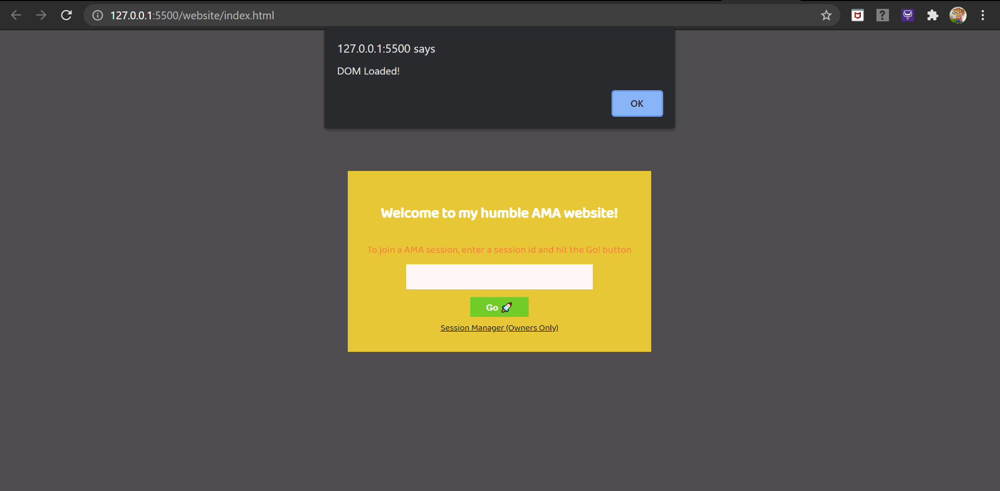 127.0.0.1:5500/website/index.html
?
127.0.0.1:5500 says
DOM Loaded!
OK
Welcome to my humble AMA website!
To join a AMA session, enter a session id and hit the Go! button
Go 🚀
Session Manager (Owners Only)